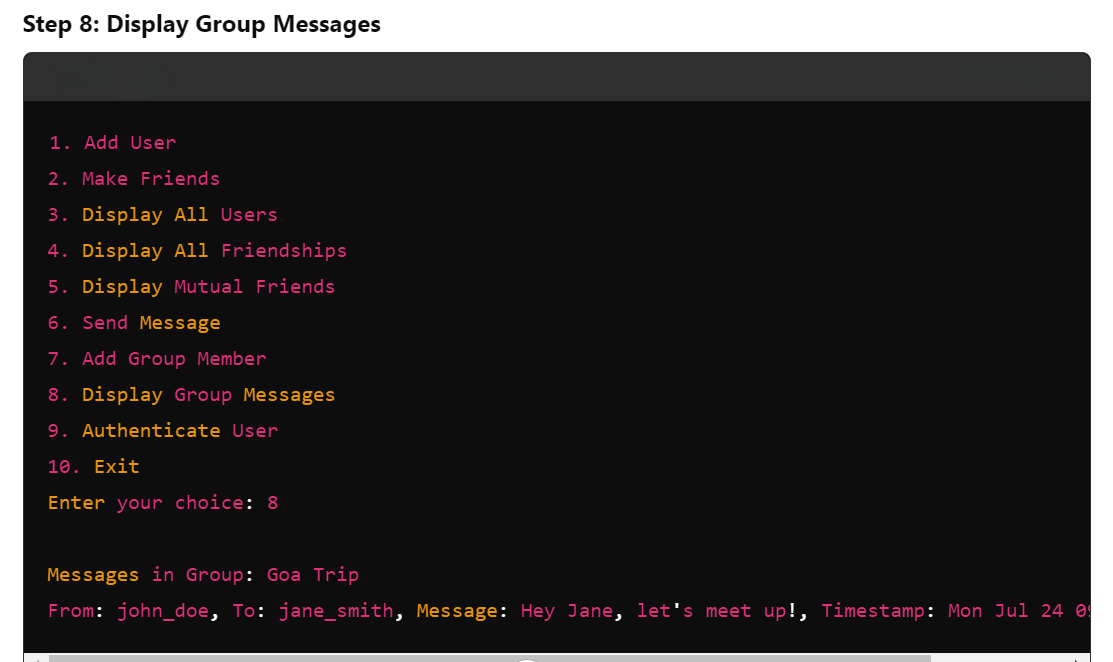 Step 8: Display Group Messages
1. Add User
2. Make Friends
3. Display All Users
4. Display All Friendships
5. Display Mutual Friends
6. Send Message
7. Add Group Member
8. Display Group Messages
9. Authenticate User
10. Exit
Enter your choice: 8
Messages in Group: Goa Trip
From: john_doe, To: jane_smith, Message: Hey Jane, let's meet up!, Timestamp: Mon Jul 24